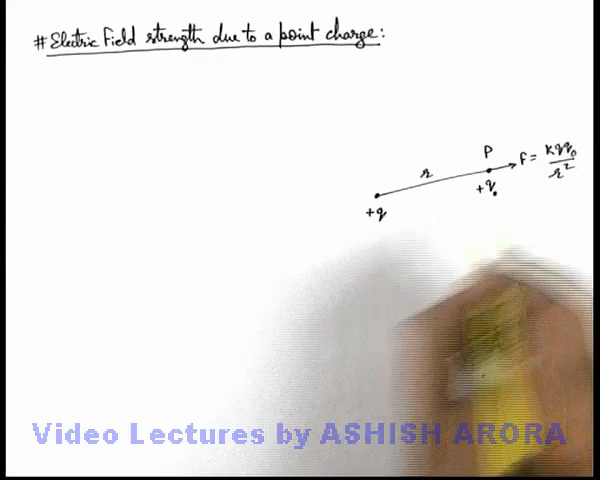 # Electric Field strength due to a point charge:
P
F = kqq₀/r²
r
+q₀
+q
Video Lectures by ASHISH ARORA